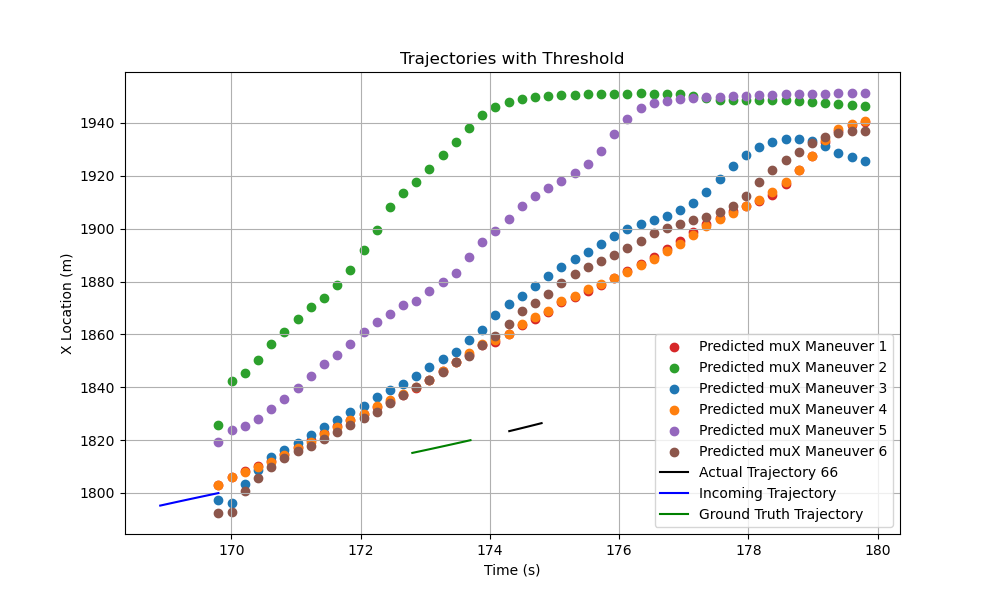 Trajectories with Threshold
X Location (m)
1940
1920
1900
1880
1860
1840
1820
1800
Predicted muX Maneuver 1
Predicted muX Maneuver 2
Predicted muX Maneuver 3
Predicted muX Maneuver 4
Predicted muX Maneuver 5
Predicted muX Maneuver 6
Actual Trajectory 66
Incoming Trajectory
Ground Truth Trajectory
170 172 174 176 178 180
Time (s)